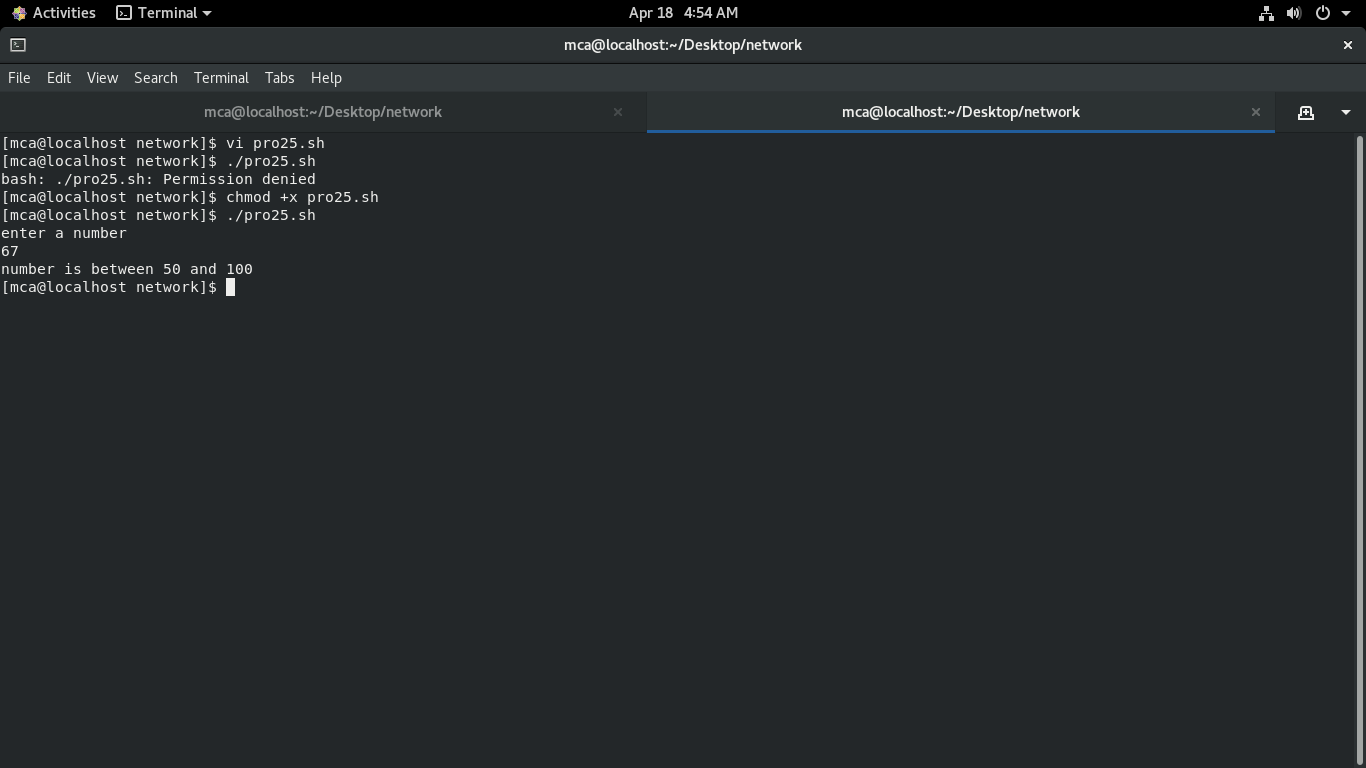 Activities Terminal Apr 18 4:54 AM
mca@localhost:~/Desktop/network
File Edit View Search Terminal Tabs Help
mca@localhost:~/Desktop/network mca@localhost:~/Desktop/network
[mca@localhost network]$ vi pro25.sh
[mca@localhost network]$ ./pro25.sh
bash: ./pro25.sh: Permission denied
[mca@localhost network]$ chmod +x pro25.sh
[mca@localhost network]$ ./pro25.sh
enter a number
67
number is between 50 and 100
[mca@localhost network]$